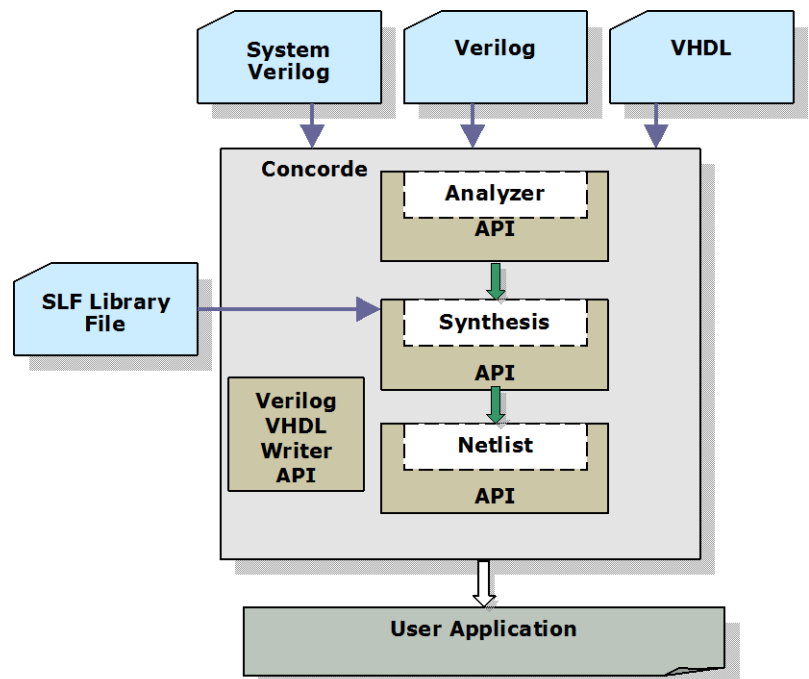 System
Verilog
Verilog
VHDL
Concorde
Analyzer
API
SLF Library
File
Synthesis
API
Verilog
VHDL
Writer
API
Netlist
API
User Application